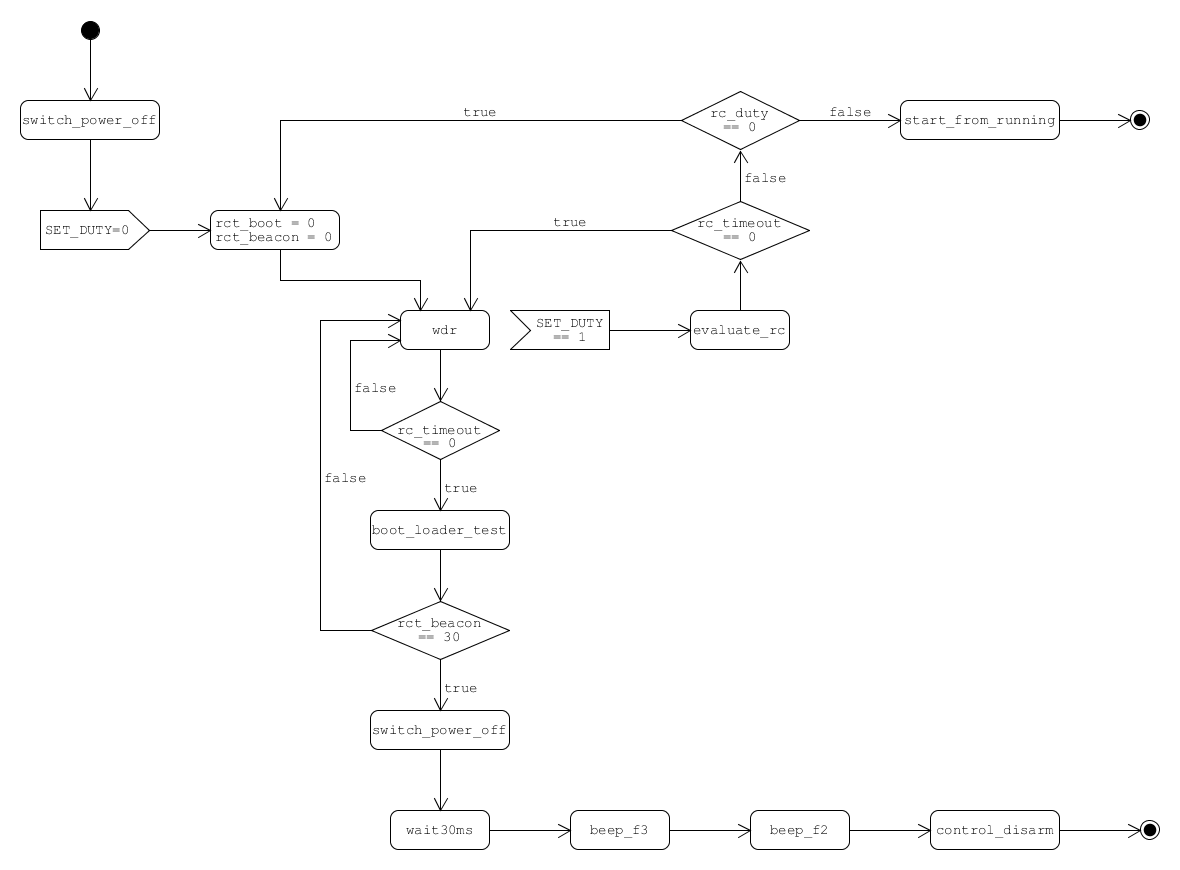 switch_power_off
true
rc_duty
== 0
false
start_from_running
false
SET_DUTY=0
rct_boot = 0
rct_beacon = 0
true
rc_timeout
== 0
wdr
SET_DUTY
== 1
evaluate_rc
false
rc_timeout
== 0
false
true
boot_loader_test
rct_beacon
== 30
true
switch_power_off
wait30ms
beep_f3
beep_f2
control_disarm